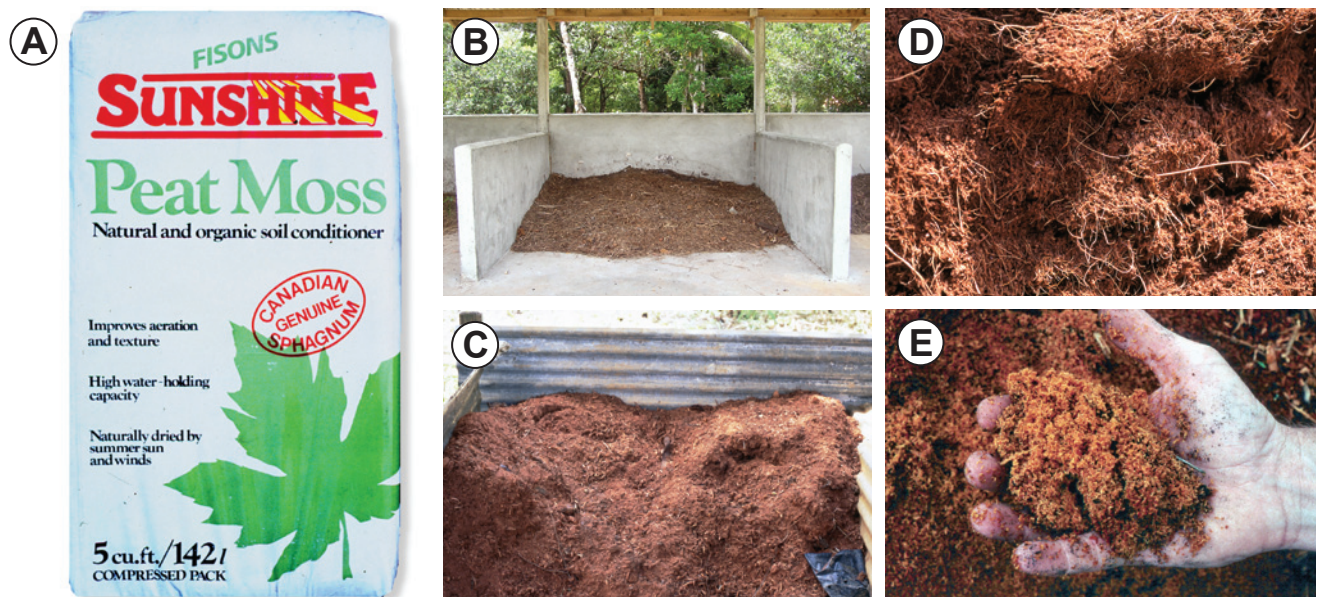 A
FISONS
SUNSHINE
Peat Moss
Natural and organic soil conditioner
CANADIAN
GENUINE
SPHAGNUM
Improves aeration
and texture
High water-holding
capacity
Naturally dried by
summer sun
and winds
5 cu.ft./142 l
COMPRESSED PACK
B
C
D
E